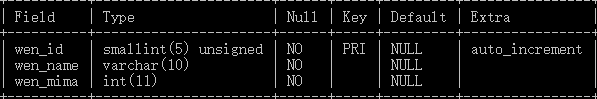 | Field | Type | Null | Key | Default | Extra |
| wen_id | smallint(5) unsigned | NO | PRI | NULL | auto_increment |
| wen_name | varchar(10) | NO | | NULL | |
| wen_mima | int(11) | NO | | NULL | |